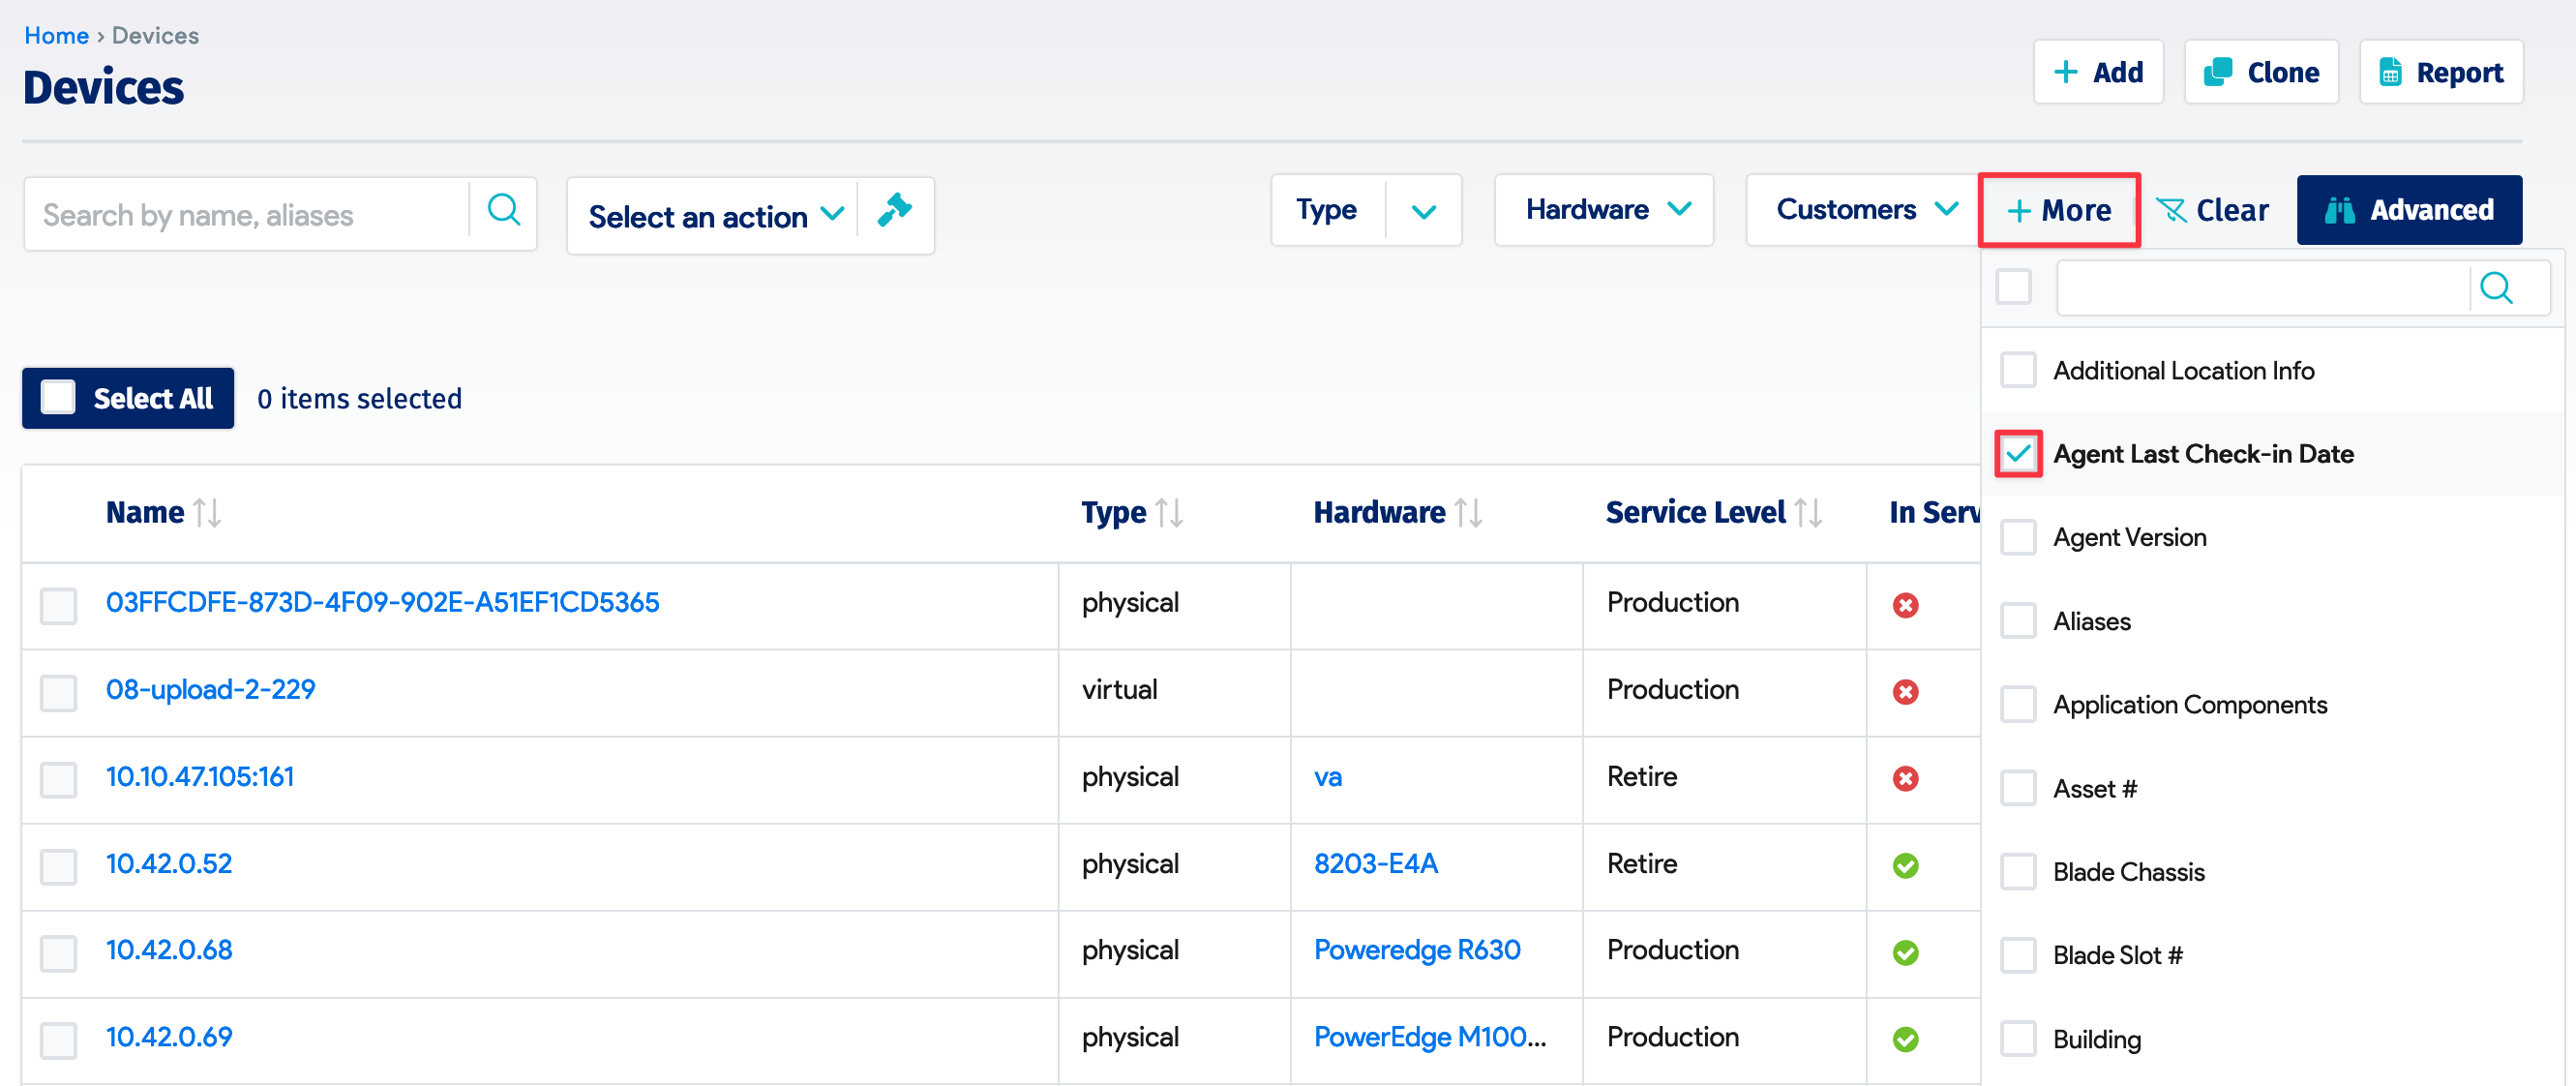 Home › Devices
Devices
Add
Clone
Report
Search by name, aliases
Select an action
Type
Hardware
Customers
+ More
Clear
Advanced
Select All
0 items selected
Additional Location Info
Agent Last Check-in Date
Agent Version
Aliases
Application Components
Asset #
Blade Chassis
Blade Slot #
Building
Name Type Hardware Service Level In Serv
03FFCDFE-873D-4F09-902E-A51EF1CD5365 physical Production
08-upload-2-229 virtual Production
10.10.47.105:161 physical va Retire
10.42.0.52 physical 8203-E4A Retire
10.42.0.68 physical Poweredge R630 Production
10.42.0.69 physical PowerEdge M100... Production